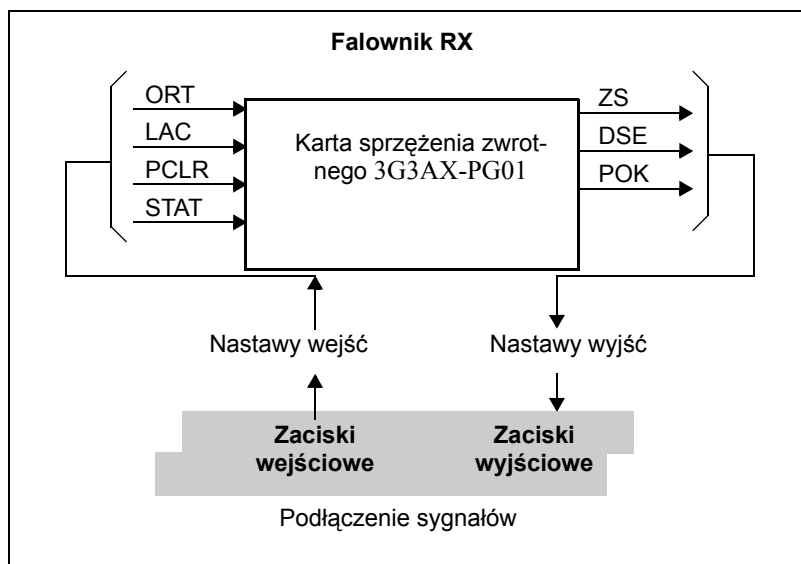 Falownik RX
ORT
LAC
PCLR
STAT
Karta sprzężenia zwrot-
nego 3G3AX-PG01
ZS
DSE
POK
Nastawy wejść
Nastawy wyjść
Zaciski
wejściowe
Zaciski
wyjściowe
Podłączenie sygnałów